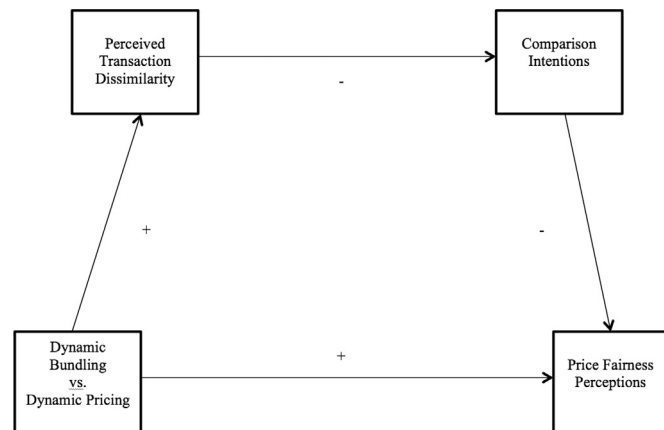 Perceived
Transaction
Dissimilarity
Comparison
Intentions
-
+
-
Dynamic
Bundling
vs.
Dynamic Pricing
+
Price Fairness
Perceptions